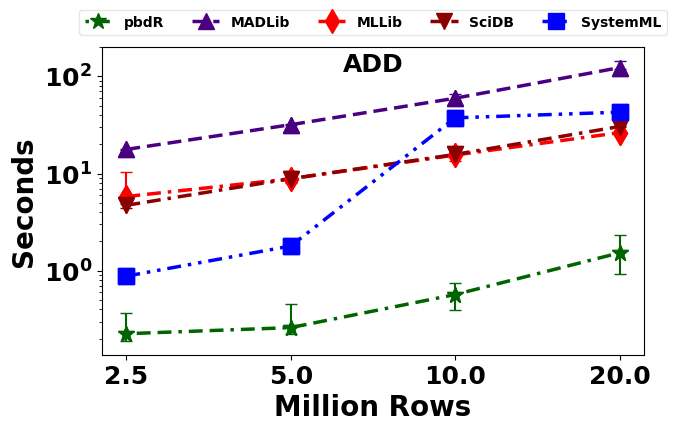 pbdR MADLib MLLib SciDB SystemML
ADD
Seconds
10²
10¹
10⁰
2.5 5.0 10.0 20.0
Million Rows